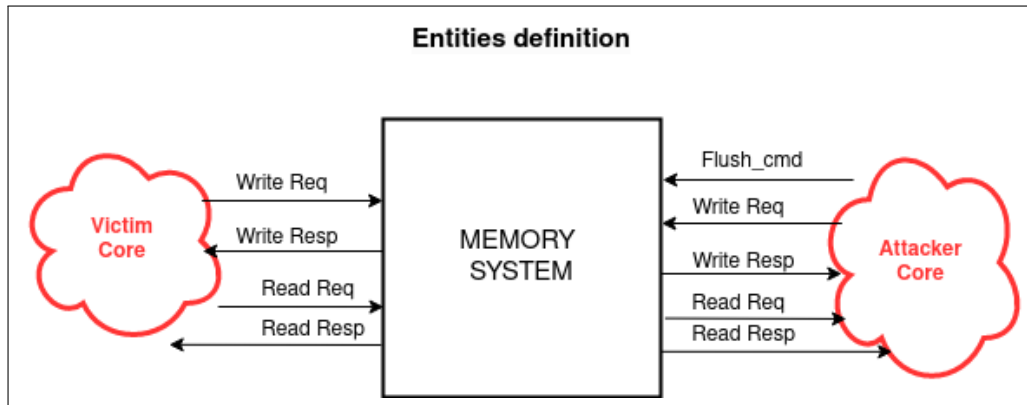 Entities definition
Victim
Core
Write Req
Write Resp
Read Req
Read Resp
MEMORY
SYSTEM
Flush_cmd
Write Req
Write Resp
Read Req
Read Resp
Attacker
Core